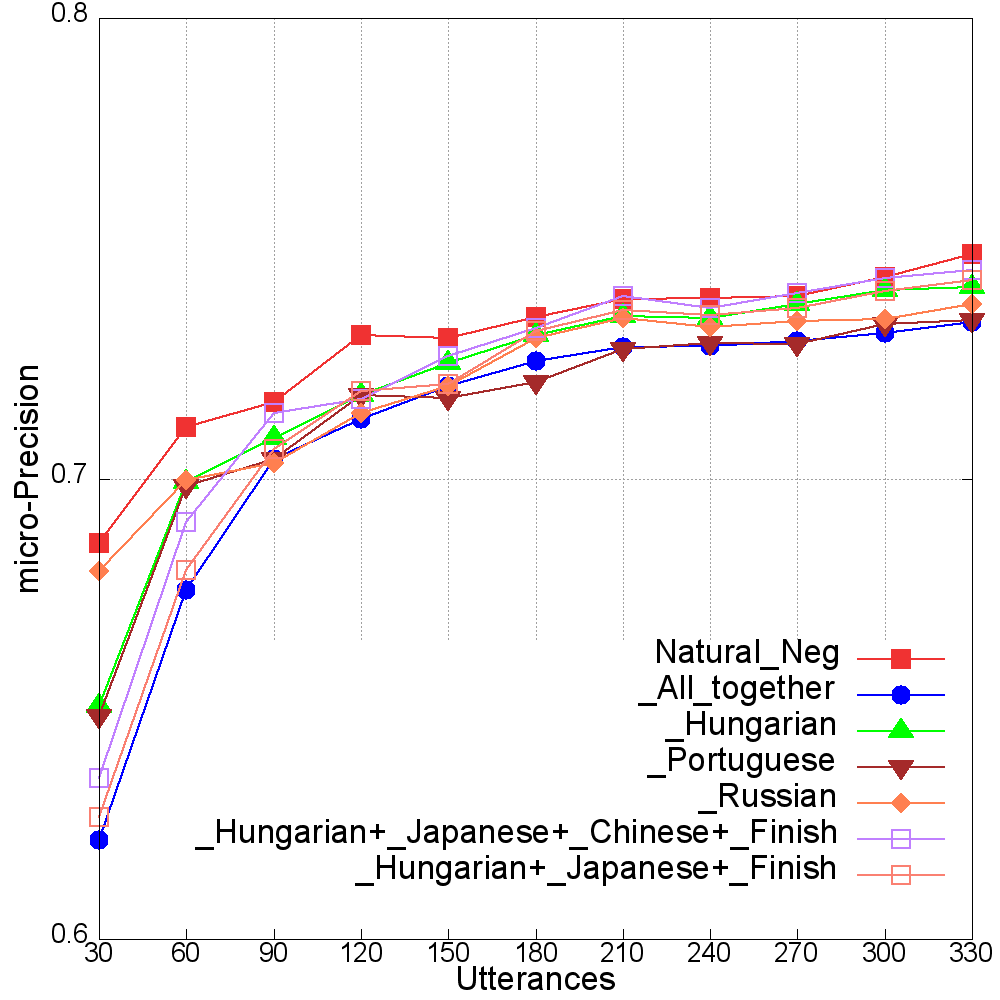 0.8
0.7
0.6
micro-Precision
Natural_Neg
_All_together
_Hungarian
_Portuguese
_Russian
_Hungarian+_Japanese+_Chinese+_Finish
_Hungarian+_Japanese+_Finish
30 60 90 120 150 180 210 240 270 300 330
Utterances